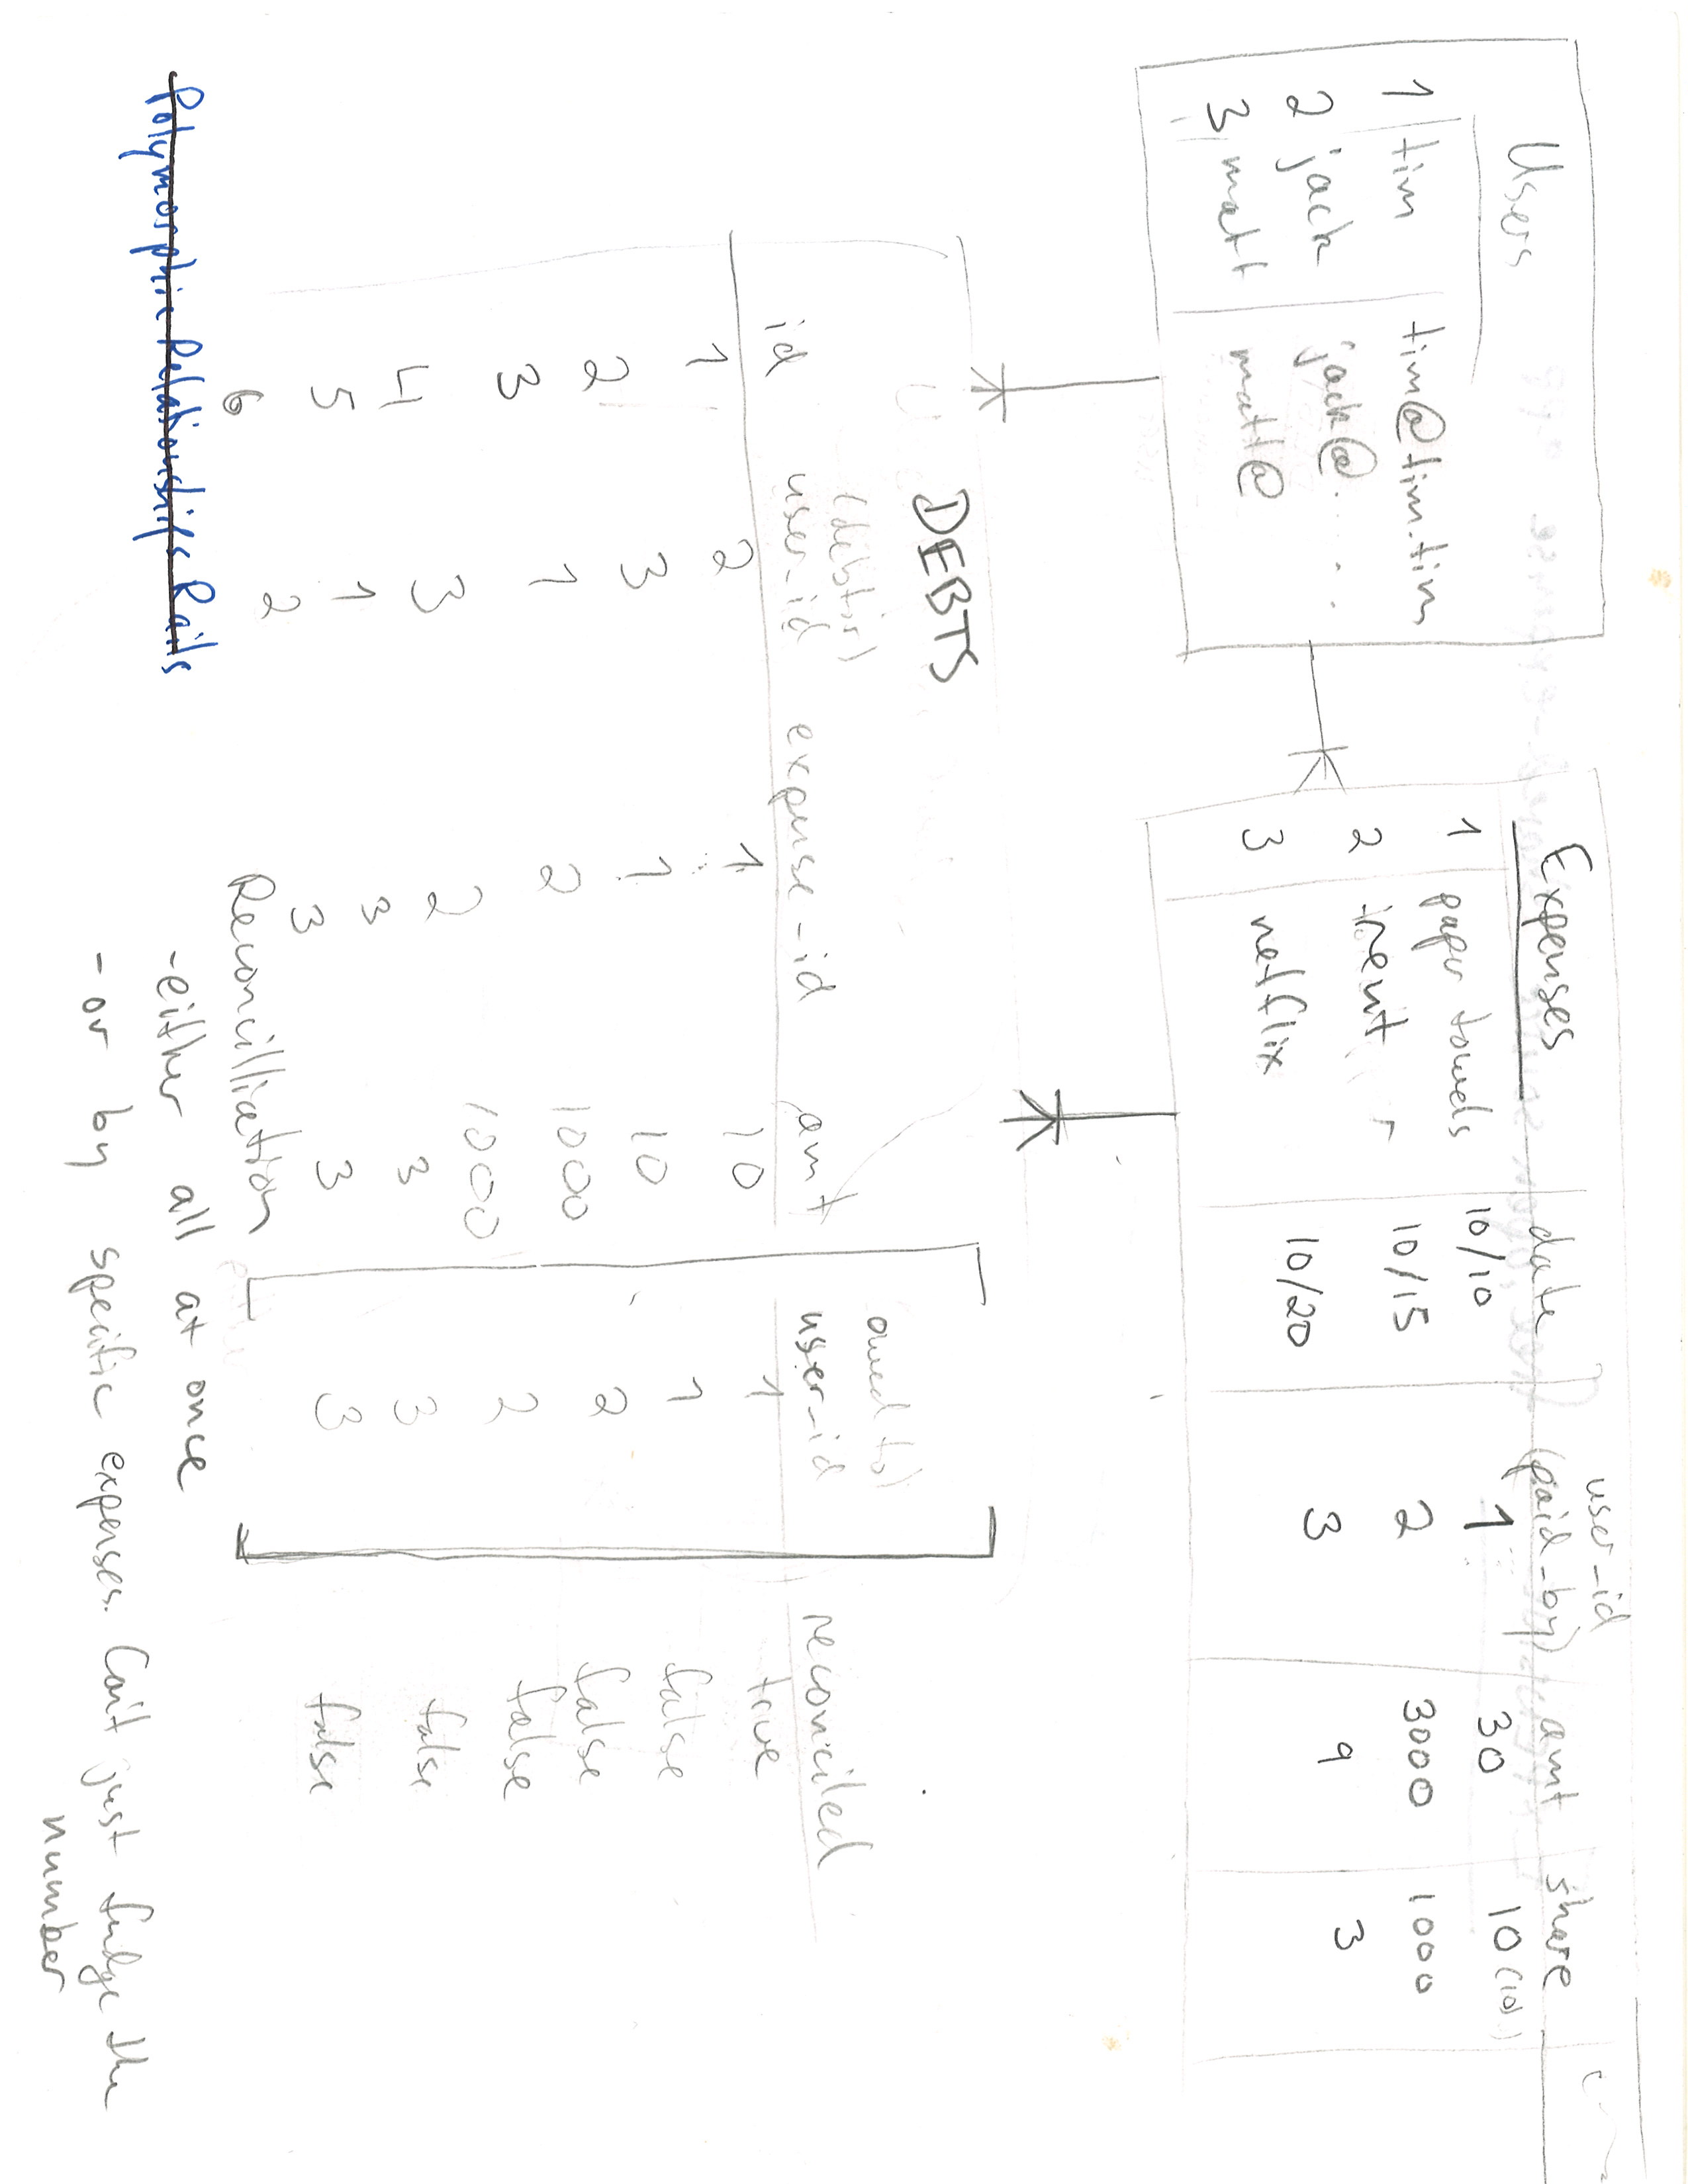 Users
1 tim tim@tim.tim
2 jack jack@......
3 matt matt@
Expenses date user_id (paid_by) amt share
1 paper towels 10/10 1 30 10 (10)
2 rent 10/15 2 3000 1000
3 netflix 10/20 3 9 3
DEBTS
(debtor) owed to)
id user_id expense_id amt user_id reconciled
1 2 1 10 1 true
2 3 1 10 1 false
3 1 2 1000 2 false
4 3 2 1000 2 false
5 1 3 3 3 false
6 2 3 3 3 false
Reconcilliation
-either all at once
-or by specific expenses. Can't just fudge the
number
Polymorphic Relationships Rails